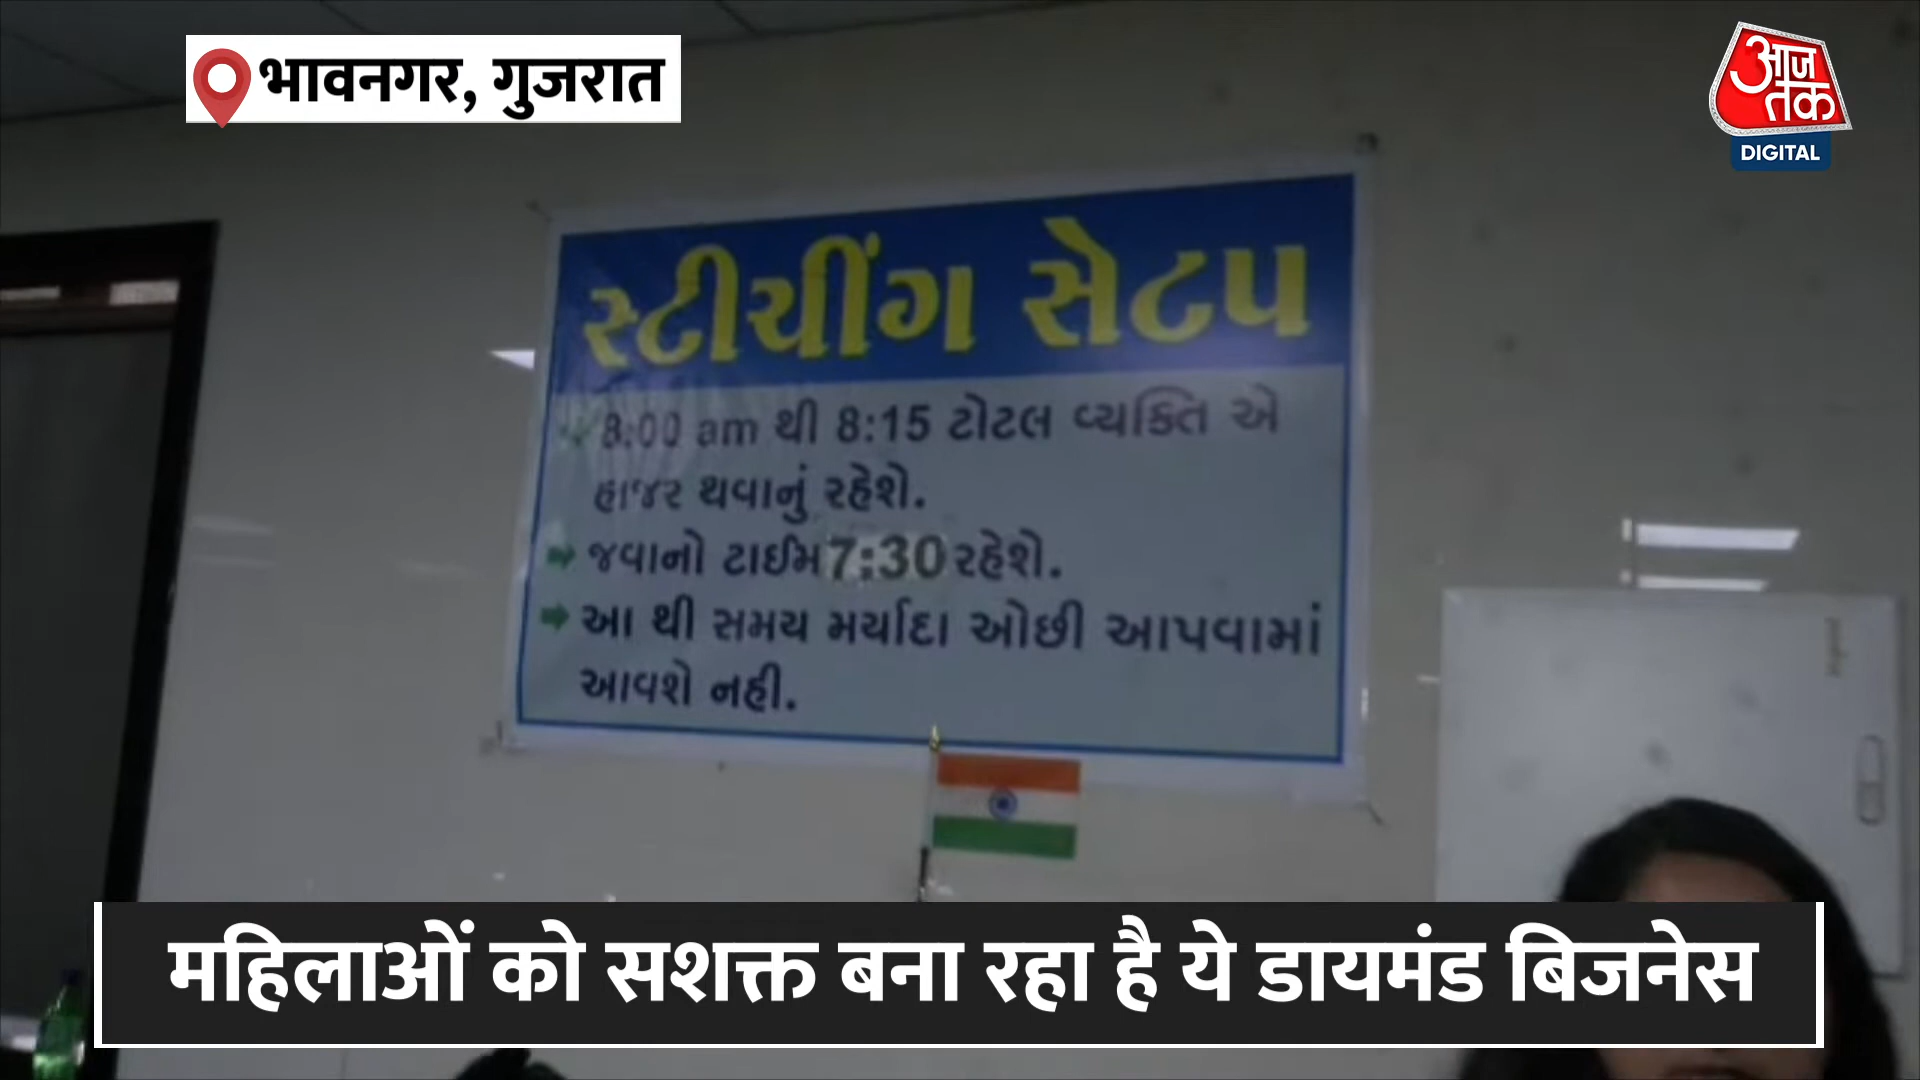 भावनगर, गुजरात
आज
तक
DIGITAL
સ્ટીચીંગ સેટપ
8:00 am થી 8:15 ટોટલ વ્યક્તિ એ
હાજર થવાનું રહેશે.
જવાનો ટાઈમ 7:30 રહેશે.
આ થી સમય મર્યાદા ઓછી આપવામાં
આવશે નહી.
महिलाओं को सशक्त बना रहा है ये डायमंड बिजनेस